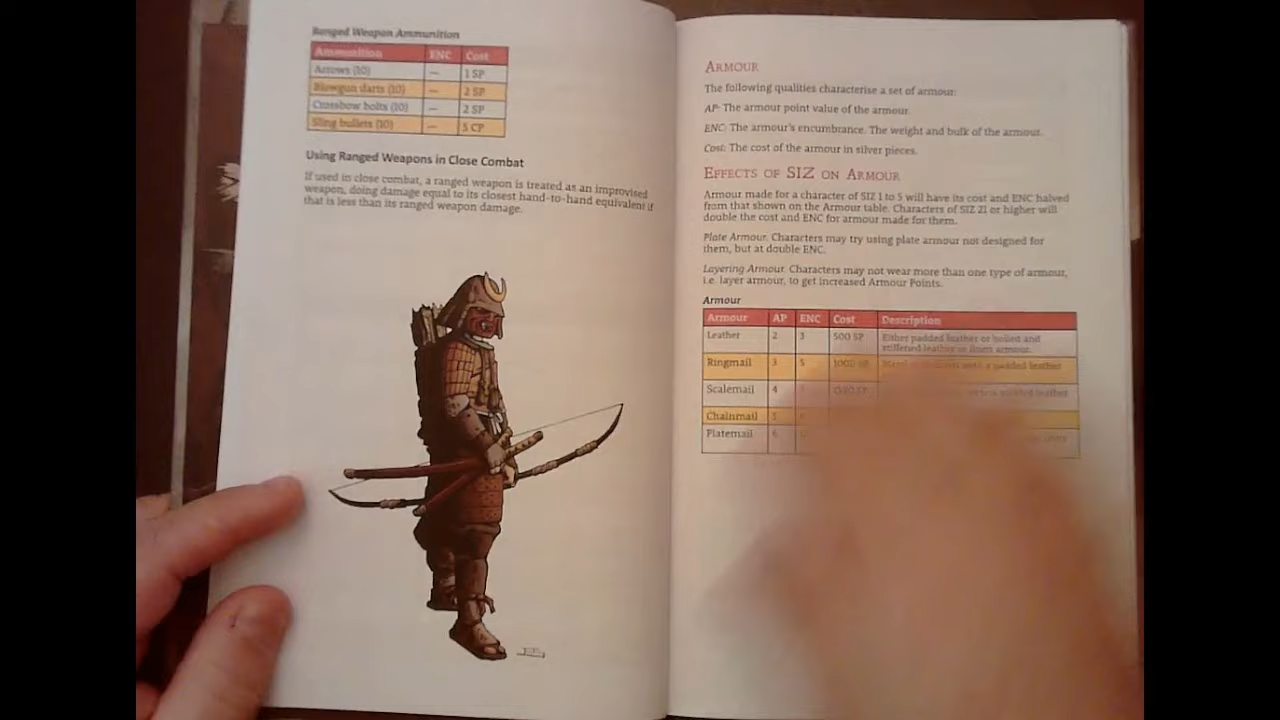 Ranged Weapon Ammunition
Ammunition ENC Cost
Arrows (10) — 1 SP
Blowgun darts (10) — 2 SP
Crossbow bolts (10) — 2 SP
Sling bullets (10) — 5 CP
Using Ranged Weapons in Close Combat
If used in close combat, a ranged weapon is treated as an improvised
weapon, doing damage equal to its closest hand-to-hand equivalent if
that is less than its ranged weapon damage.
Armour
The following qualities characterise a set of armour:
AP: The armour point value of the armour.
ENC: The armour's encumbrance. The weight and bulk of the armour.
Cost: The cost of the armour in silver pieces.
Effects of SIZ on Armour
Armour made for a character of SIZ 1 to 5 will have its cost and ENC halved
from that shown on the Armour table. Characters of SIZ 21 or higher will
double the cost and ENC for armour made for them.
Plate Armour. Characters may try using plate armour not designed for
them, but at double ENC.
Layering Armour. Characters may not wear more than one type of armour,
i.e. layer armour, to get increased Armour Points.
Armour
Armour AP ENC Cost Description
Leather 2 3 500 SP Either padded leather or boiled and
stiffened leather or linen armour.
Ringmail 3 5 1000 SP a padded leather
Scalemail 4 padded leather
Chainmail 5
Platemail 6